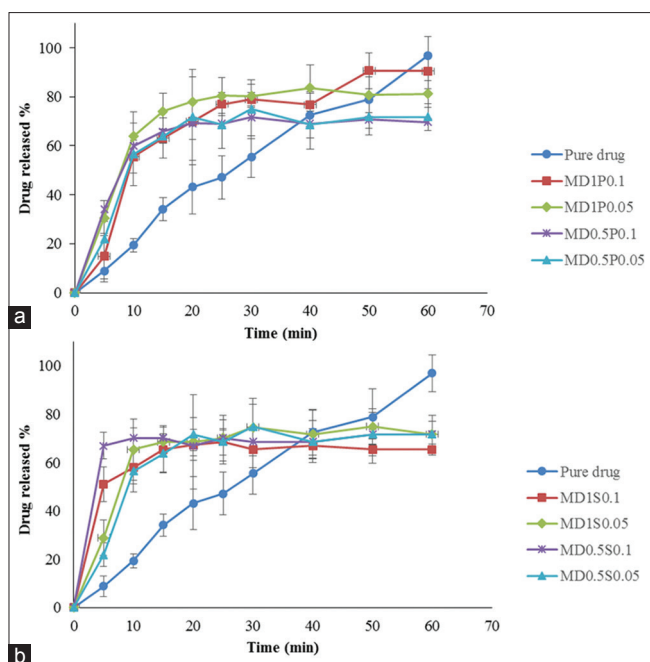 100
80
60
40
20
0
Drug released %
0 10 20 30 40 50 60 70
Time (min)
Pure drug
MD1P0.1
MD1P0.05
MD0.5P0.1
MD0.5P0.05
a
100
80
60
40
20
0
Drug released %
0 10 20 30 40 50 60 70
Time (min)
Pure drug
MD1S0.1
MD1S0.05
MD0.5S0.1
MD0.5S0.05
b